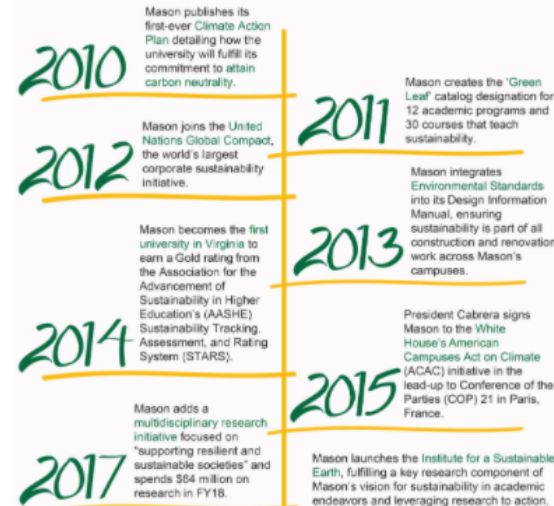 2010
Mason publishes its
first-ever Climate Action
Plan detailing how the
university will fulfill its
commitment to attain
carbon neutrality.
2011
Mason creates the 'Green
Leaf' catalog designation for
12 academic programs and
30 courses that teach
sustainability.
2012
Mason joins the United
Nations Global Compact,
the world's largest
corporate sustainability
initiative.
2013
Mason integrates
Environmental Standards
into its Design Information
Manual, ensuring
sustainability is part of all
construction and renovation
work across Mason's
campuses.
2014
Mason becomes the first
university in Virginia to
earn a Gold rating from
the Association for the
Advancement of
Sustainability in Higher
Education's (AASHE)
Sustainability Tracking,
Assessment, and Rating
System (STARS).
2015
President Cabrera signs
Mason to the White
House's American
Campuses Act on Climate
(ACAC) initiative in the
lead-up to Conference of the
Parties (COP) 21 in Paris,
France.
2017
Mason adds a
multidisciplinary research
initiative focused on
"supporting resilient and
sustainable societies" and
spends $64 million on
research in FY18.
Mason launches the Institute for a Sustainable
Earth, fulfilling a key research component of
Mason's vision for sustainability in academic
endeavors and leveraging research to action.